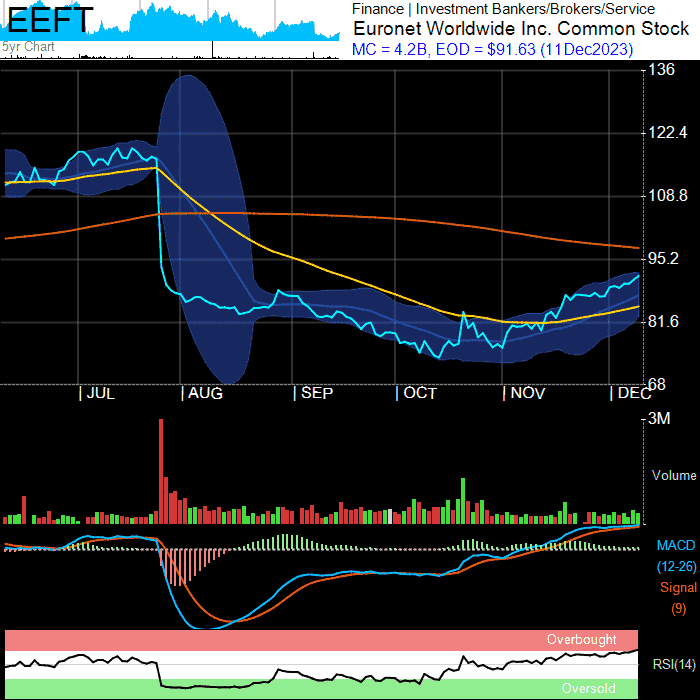 EEFT
5yr Chart
Finance | Investment Bankers/Brokers/Service
Euronet Worldwide Inc. Common Stock
MC = 4.2B, EOD = $91.63 (11Dec2023)
136
122.4
108.8
95.2
81.6
68
| JUL | AUG | SEP | OCT | NOV | DEC
3M
Volume
MACD
(12-26)
Signal
(9)
Overbought
RSI(14)
Oversold